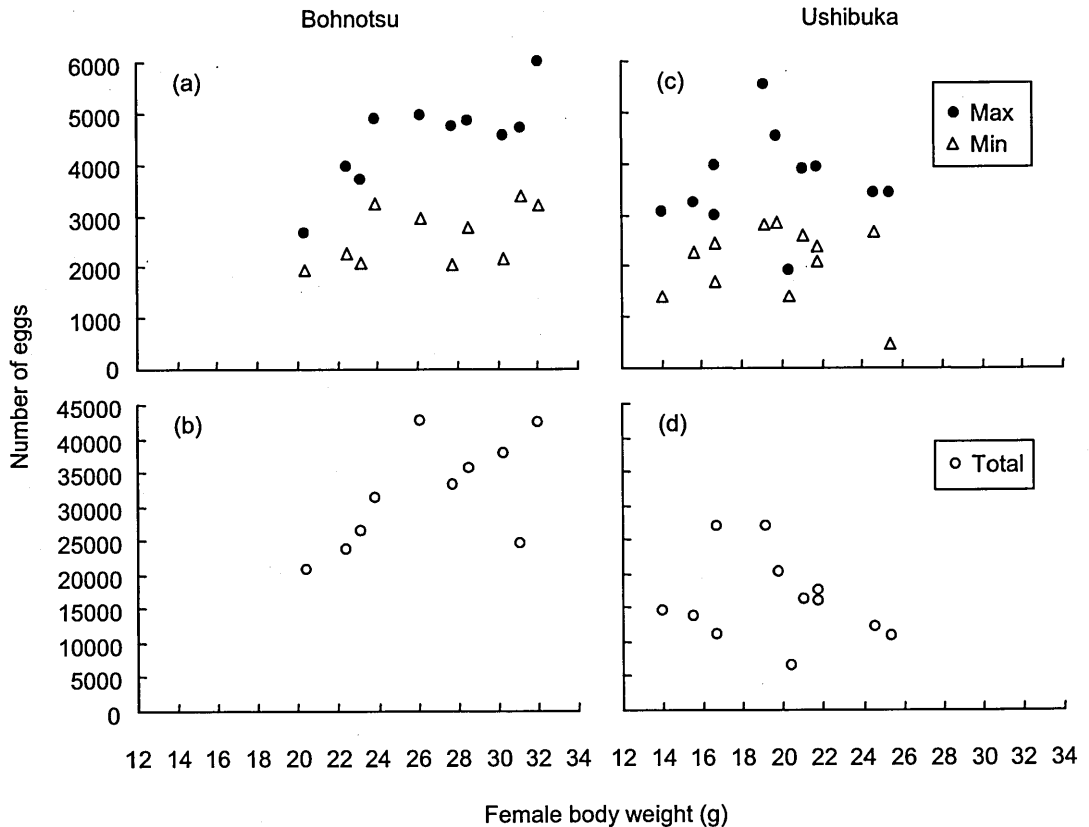 Bohnotsu
Ushibuka
(a)
6000
5000
4000
3000
2000
1000
0
(c)
Max
Min
Number of eggs
(b)
45000
40000
35000
30000
25000
20000
15000
10000
5000
0
(d)
Total
12 14 16 18 20 22 24 26 28 30 32 34
12 14 16 18 20 22 24 26 28 30 32 34
Female body weight (g)